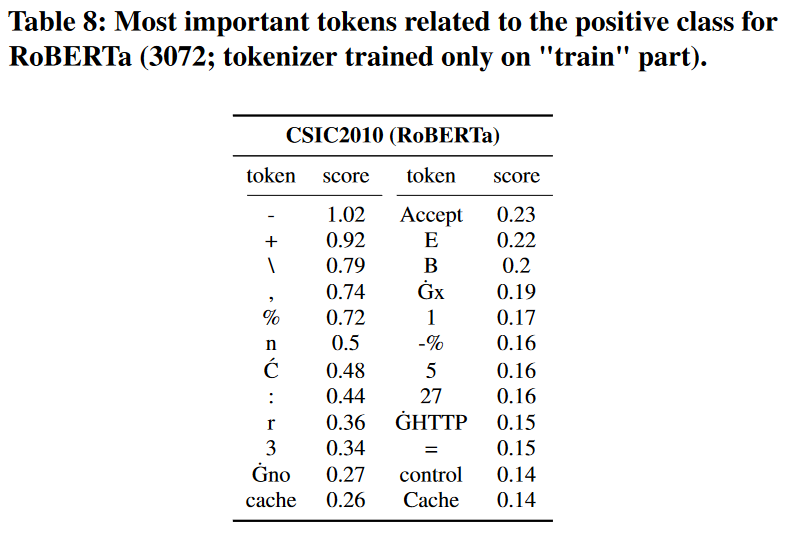 Table 8: Most important tokens related to the positive class for
RoBERTa (3072; tokenizer trained only on "train" part).
CSIC2010 (RoBERTa)
token score token score
- 1.02 Accept 0.23
+ 0.92 E 0.22
\ 0.79 B 0.2
, 0.74 Ġx 0.19
% 0.72 1 0.17
n 0.5 -% 0.16
Ć 0.48 5 0.16
: 0.44 27 0.16
r 0.36 ĠHTTP 0.15
3 0.34 = 0.15
Ġno 0.27 control 0.14
cache 0.26 Cache 0.14